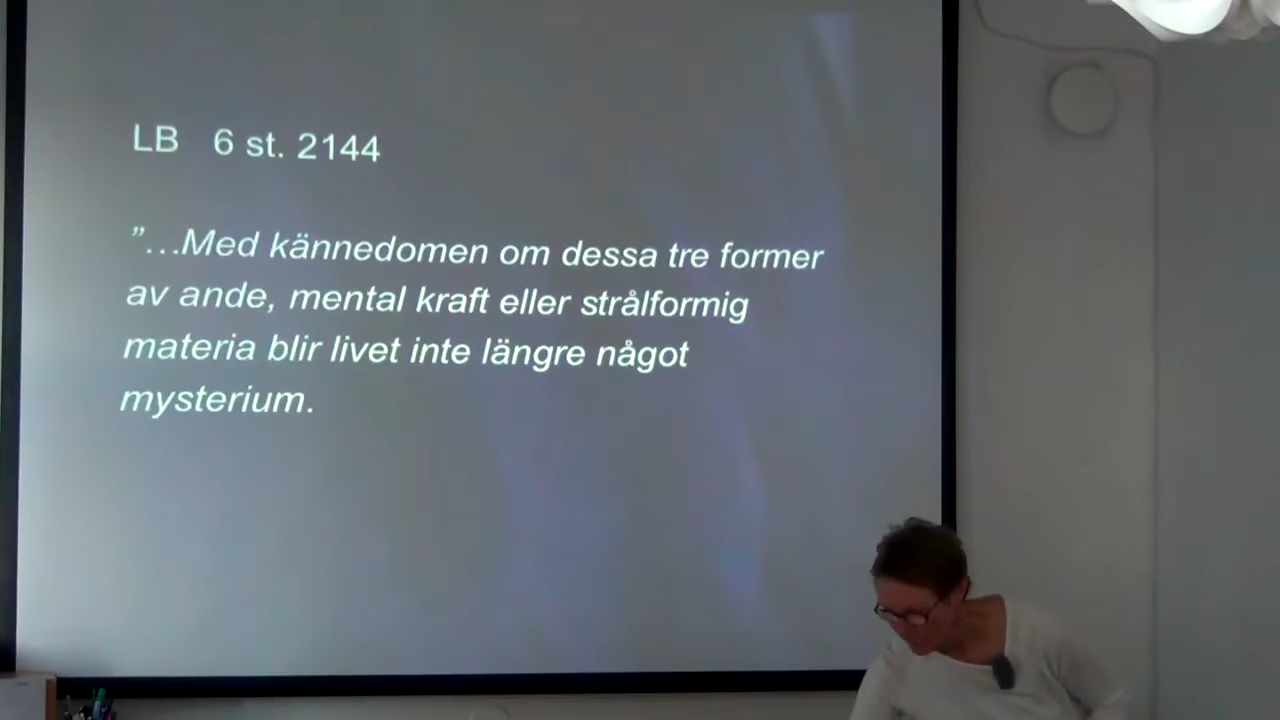 LB 6 st. 2144
”…Med kännedomen om dessa tre former
av ande, mental kraft eller strålformig
materia blir livet inte längre något
mysterium.